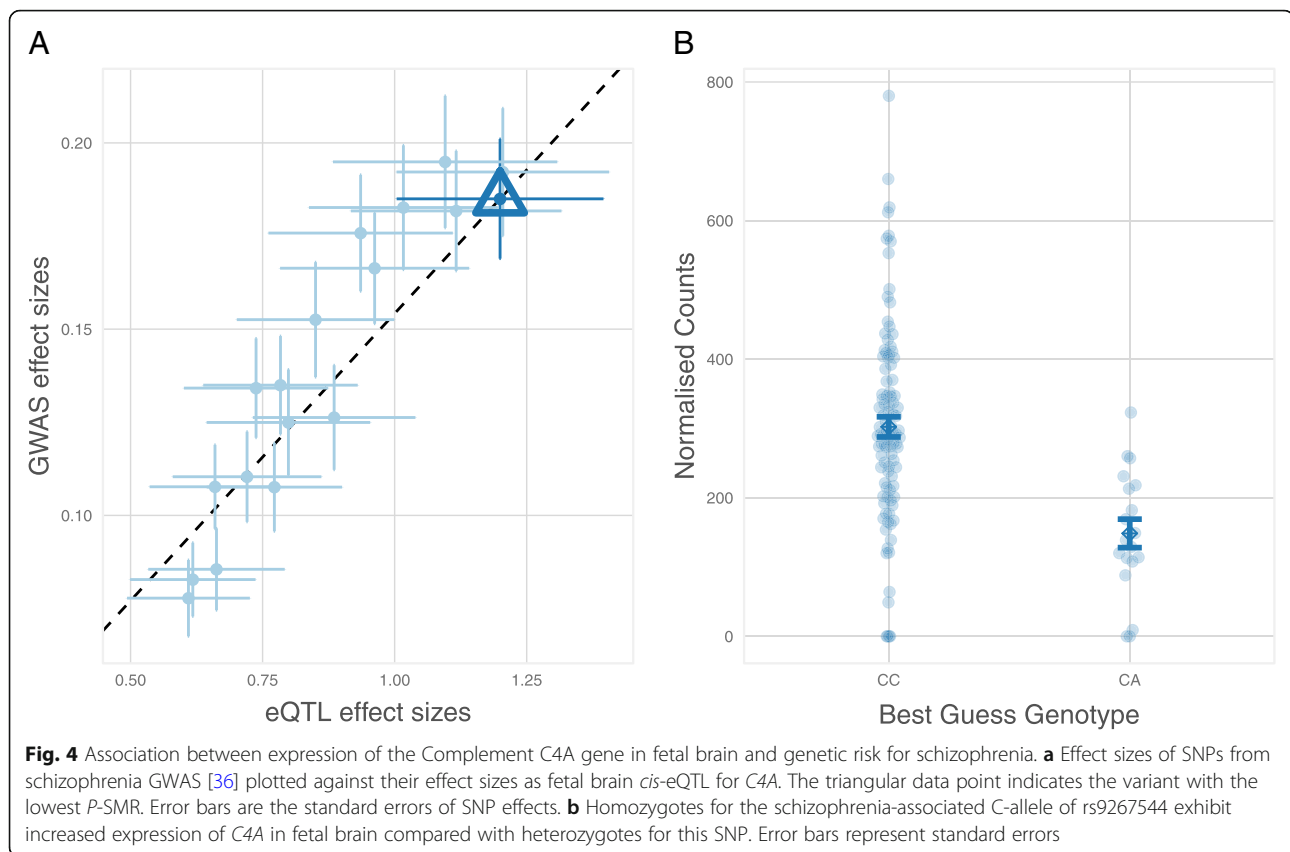 A
GWAS effect sizes
0.20
0.15
0.10
0.50 0.75 1.00 1.25
eQTL effect sizes
B
Normalised Counts
800
600
400
200
0
CC CA
Best Guess Genotype
Fig. 4 Association between expression of the Complement C4A gene in fetal brain and genetic risk for schizophrenia. a Effect sizes of SNPs from
schizophrenia GWAS [36] plotted against their effect sizes as fetal brain cis-eQTL for C4A. The triangular data point indicates the variant with the
lowest P-SMR. Error bars are the standard errors of SNP effects. b Homozygotes for the schizophrenia-associated C-allele of rs9267544 exhibit
increased expression of C4A in fetal brain compared with heterozygotes for this SNP. Error bars represent standard errors